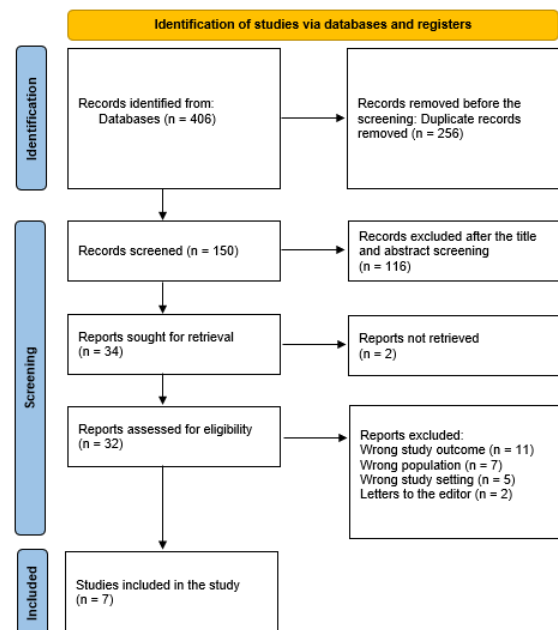 Identification of studies via databases and registers
Identification
Records identified from:
Databases (n = 406)
Records removed before the
screening: Duplicate records
removed (n = 256)
Screening
Records screened (n = 150)
Records excluded after the title
and abstract screening
(n = 116)
Reports sought for retrieval
(n = 34)
Reports not retrieved
(n = 2)
Reports assessed for eligibility
(n = 32)
Reports excluded:
Wrong study outcome (n = 11)
Wrong population (n = 7)
Wrong study setting (n = 5)
Letters to the editor (n = 2)
Included
Studies included in the study
(n = 7)